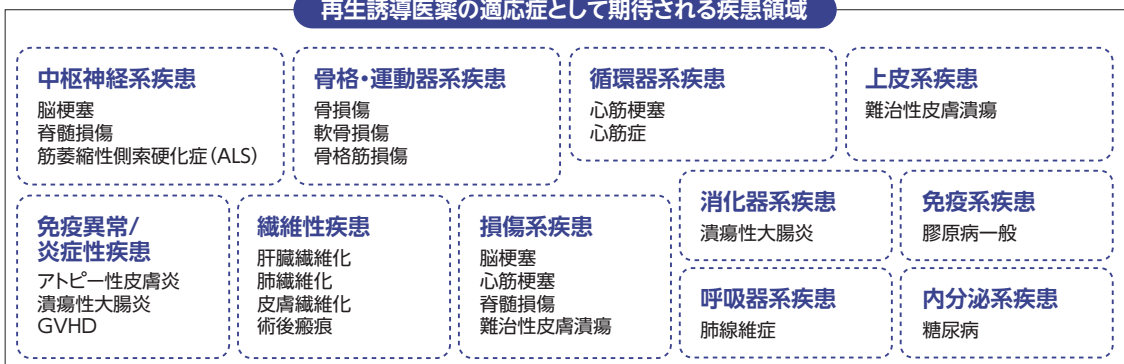 再生誘導医薬の適応症として期待される疾患領域
中枢神経系疾患
脳梗塞
脊髄損傷
筋萎縮性側索硬化症(ALS)
骨格・運動器系疾患
骨損傷
軟骨損傷
骨格筋損傷
循環器系疾患
心筋梗塞
心筋症
上皮系疾患
難治性皮膚潰瘍
免疫異常/
炎症性疾患
アトピー性皮膚炎
潰瘍性大腸炎
GVHD
繊維性疾患
肝臓繊維化
肺繊維化
皮膚繊維化
術後瘢痕
損傷系疾患
脳梗塞
心筋梗塞
脊髄損傷
難治性皮膚潰瘍
消化器系疾患
潰瘍性大腸炎
免疫系疾患
膠原病一般
呼吸器系疾患
肺線維症
内分泌系疾患
糖尿病